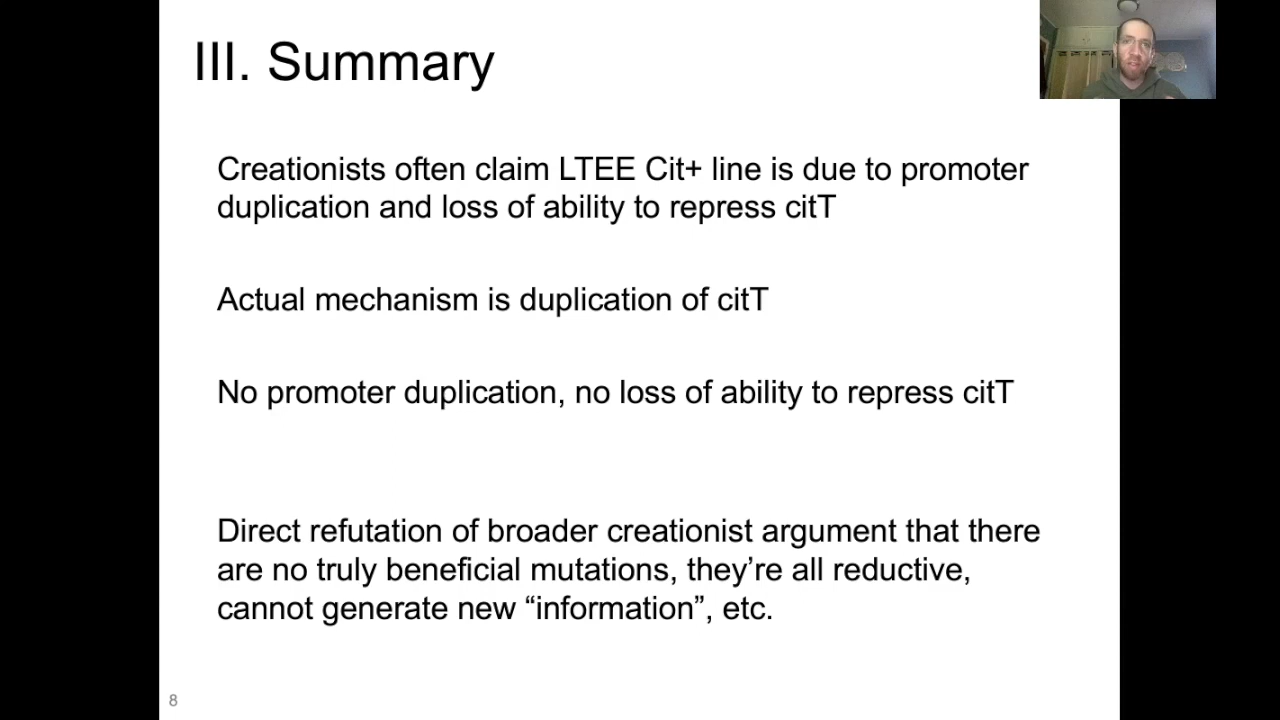 III. Summary
Creationists often claim LTEE Cit+ line is due to promoter
duplication and loss of ability to repress citT
Actual mechanism is duplication of citT
No promoter duplication, no loss of ability to repress citT
Direct refutation of broader creationist argument that there
are no truly beneficial mutations, they’re all reductive,
cannot generate new “information”, etc.
8